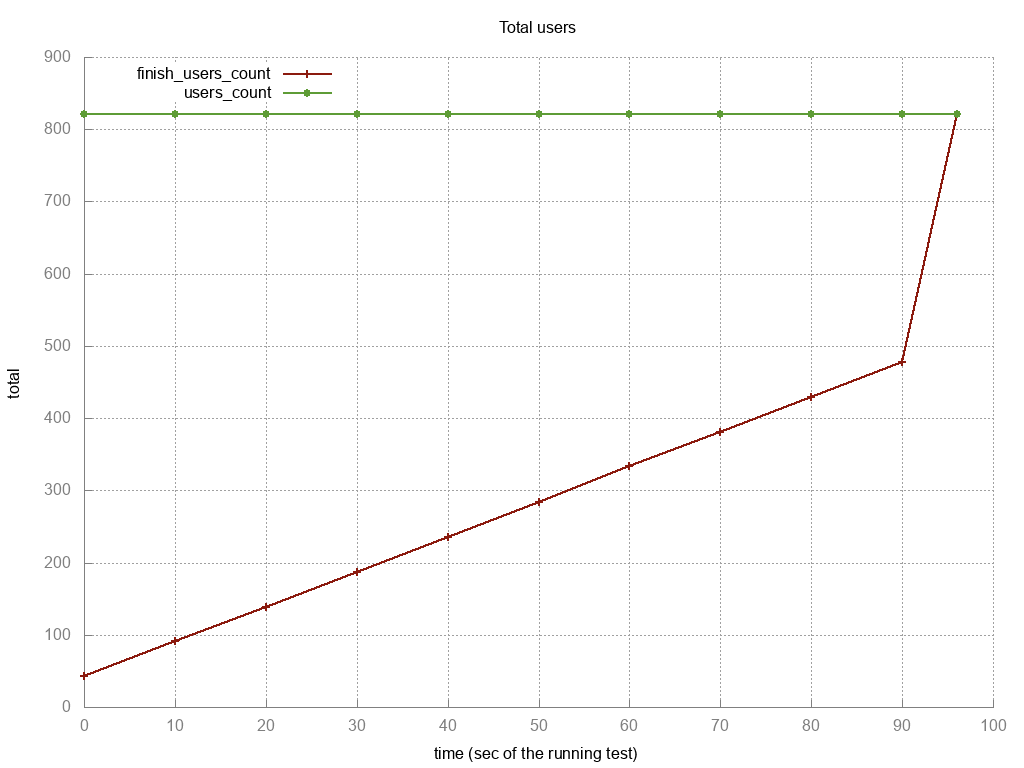 Total users
finish_users_count
users_count
900
800
700
600
500
400
300
200
100
0
total
0 10 20 30 40 50 60 70 80 90 100
time (sec of the running test)